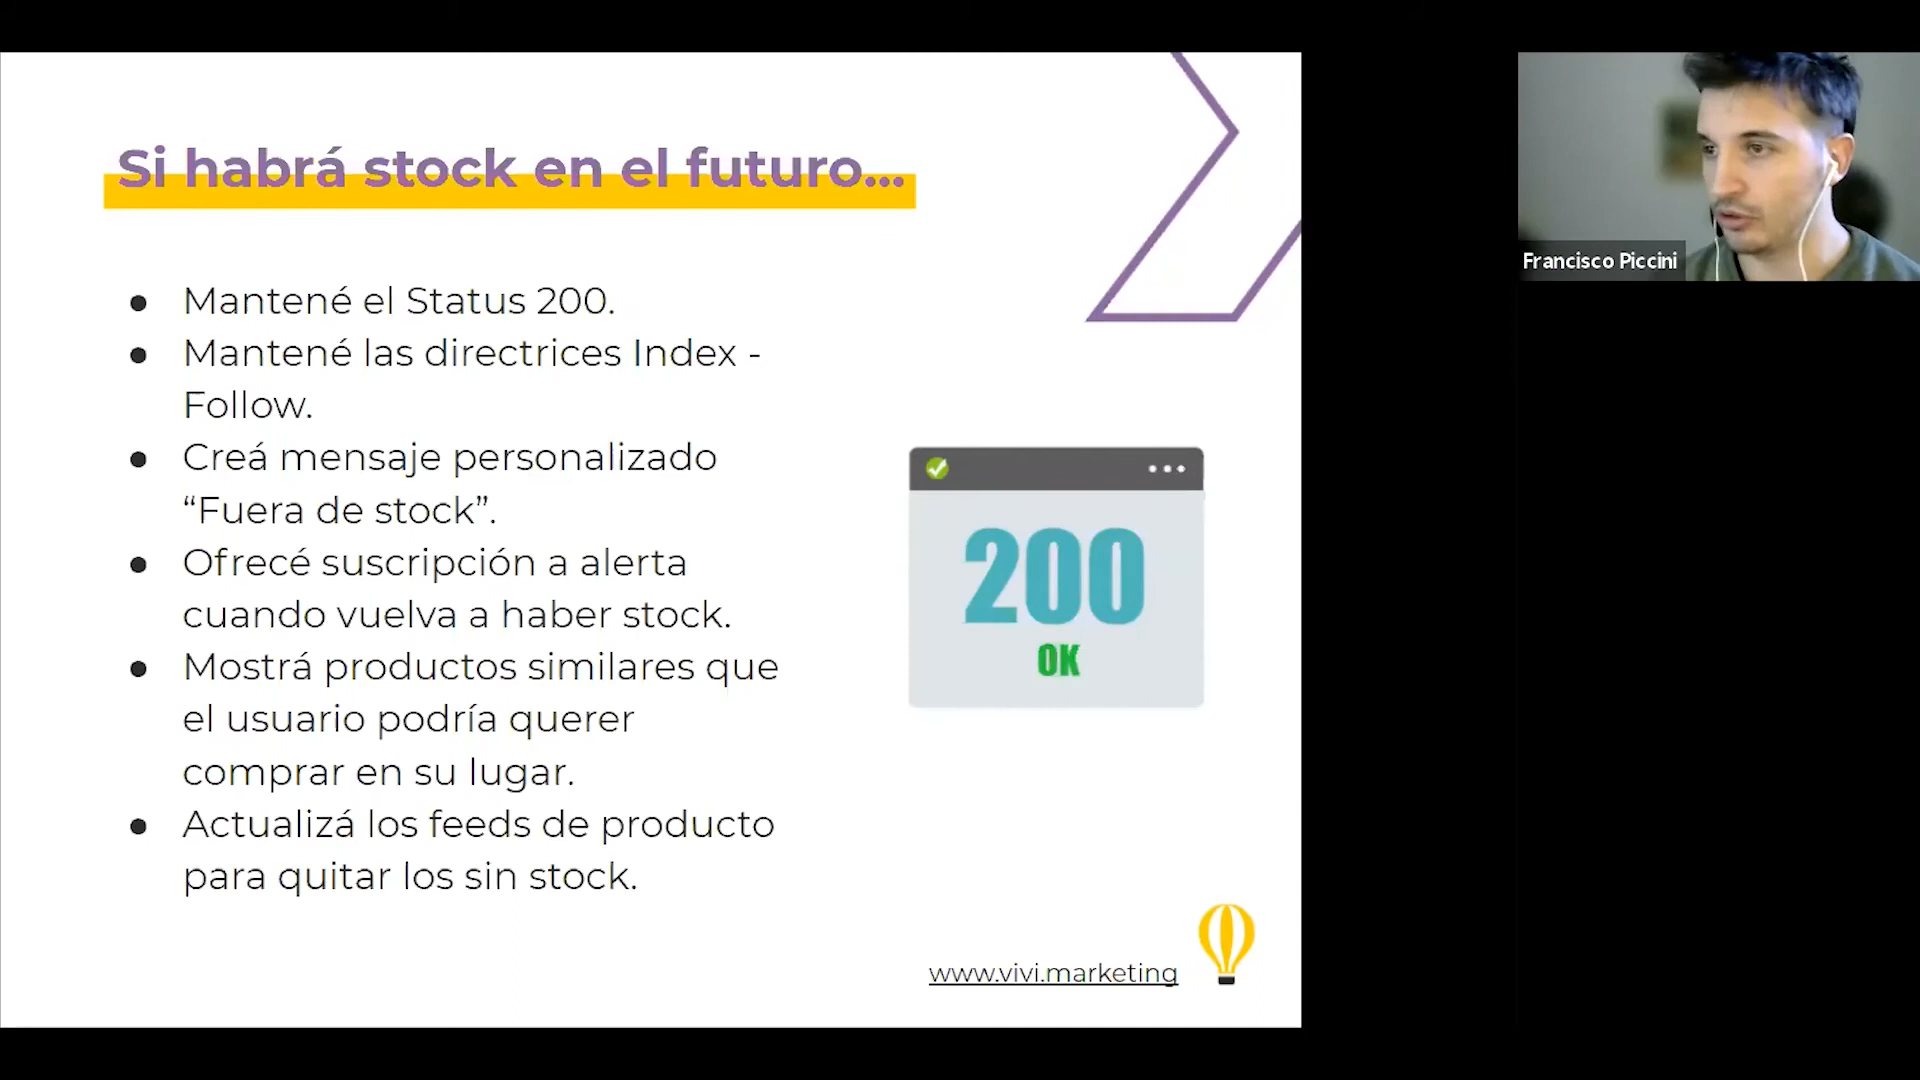 Si habrá stock en el futuro...
● Mantené el Status 200.
● Mantené las directrices Index -
Follow.
● Creá mensaje personalizado
“Fuera de stock”.
● Ofrecé suscripción a alerta
cuando vuelva a haber stock.
● Mostrá productos similares que
el usuario podría querer
comprar en su lugar.
● Actualizá los feeds de producto
para quitar los sin stock.
200
OK
www.vivi.marketing
Francisco Piccini